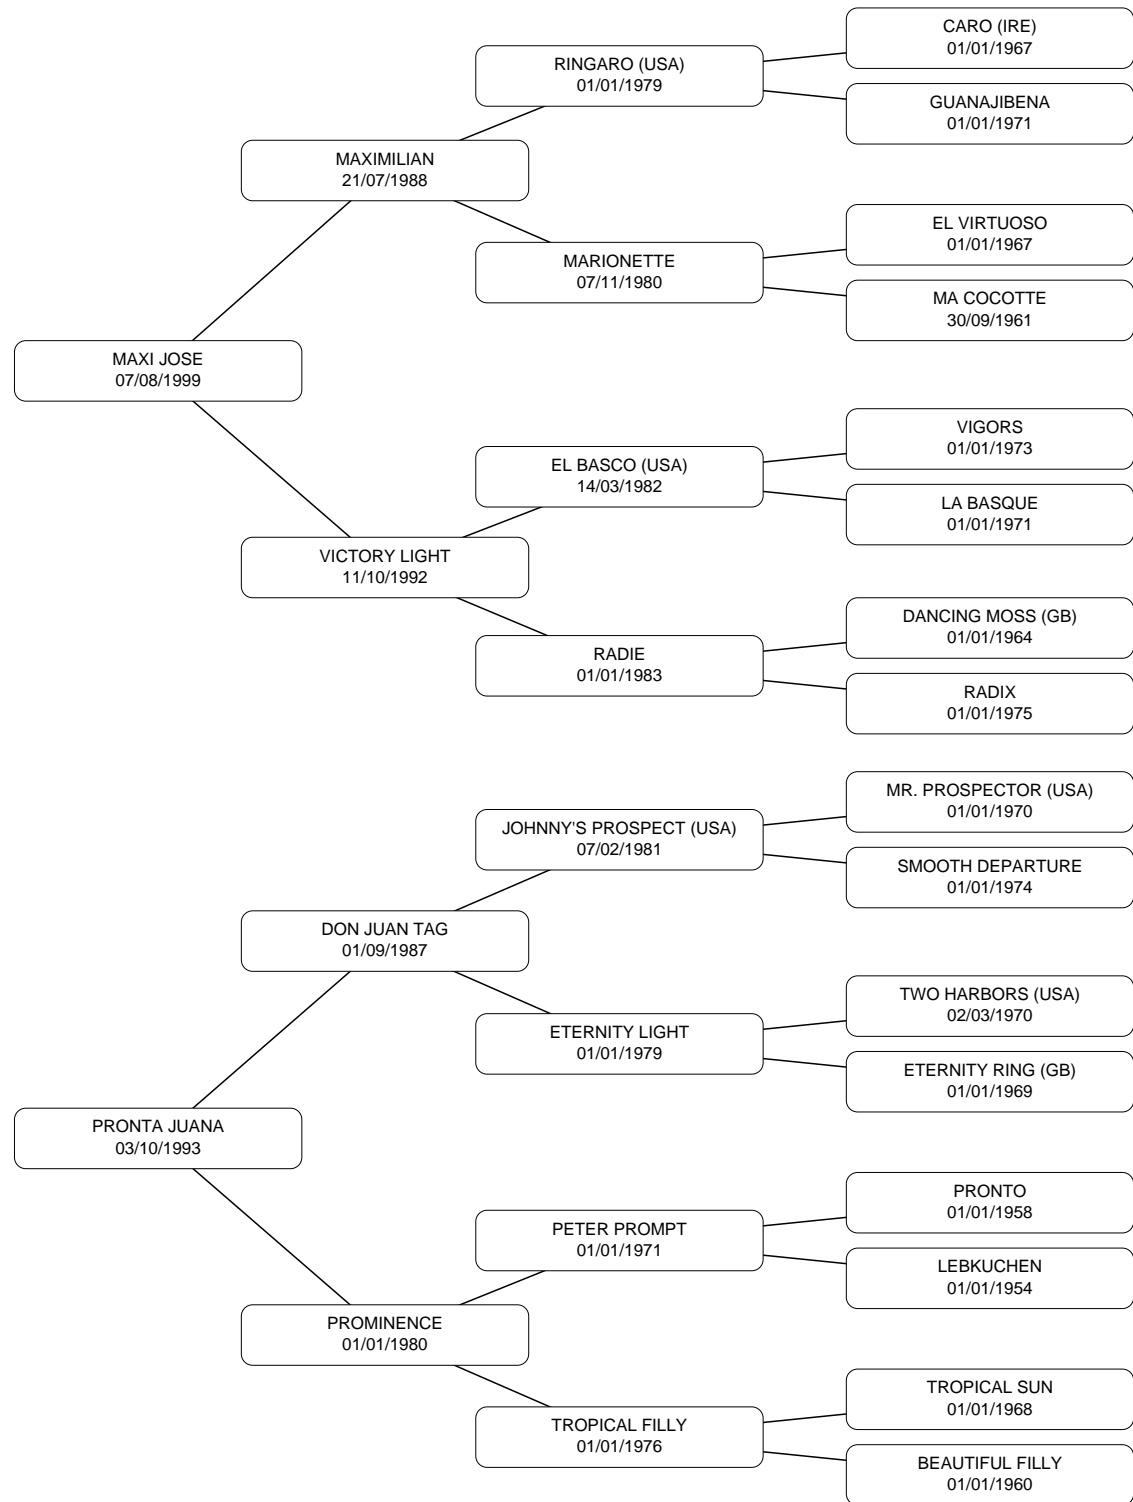 CARO (IRE)
01/01/1967
RINGARO (USA)
01/01/1979
GUANAJIBENA
01/01/1971
MAXIMILIAN
21/07/1988
EL VIRTUOSO
01/01/1967
MARIONETTE
07/11/1980
MA COCOTTE
30/09/1961
MAXI JOSE
07/08/1999
VIGORS
01/01/1973
EL BASCO (USA)
14/03/1982
LA BASQUE
01/01/1971
VICTORY LIGHT
11/10/1992
DANCING MOSS (GB)
01/01/1964
RADIE
01/01/1983
RADIX
01/01/1975
MR. PROSPECTOR (USA)
01/01/1970
JOHNNY'S PROSPECT (USA)
07/02/1981
SMOOTH DEPARTURE
01/01/1974
DON JUAN TAG
01/09/1987
TWO HARBORS (USA)
02/03/1970
ETERNITY LIGHT
01/01/1979
ETERNITY RING (GB)
01/01/1969
PRONTA JUANA
03/10/1993
PRONTO
01/01/1958
PETER PROMPT
01/01/1971
LEBKUCHEN
01/01/1954
PROMINENCE
01/01/1980
TROPICAL SUN
01/01/1968
TROPICAL FILLY
01/01/1976
BEAUTIFUL FILLY
01/01/1960